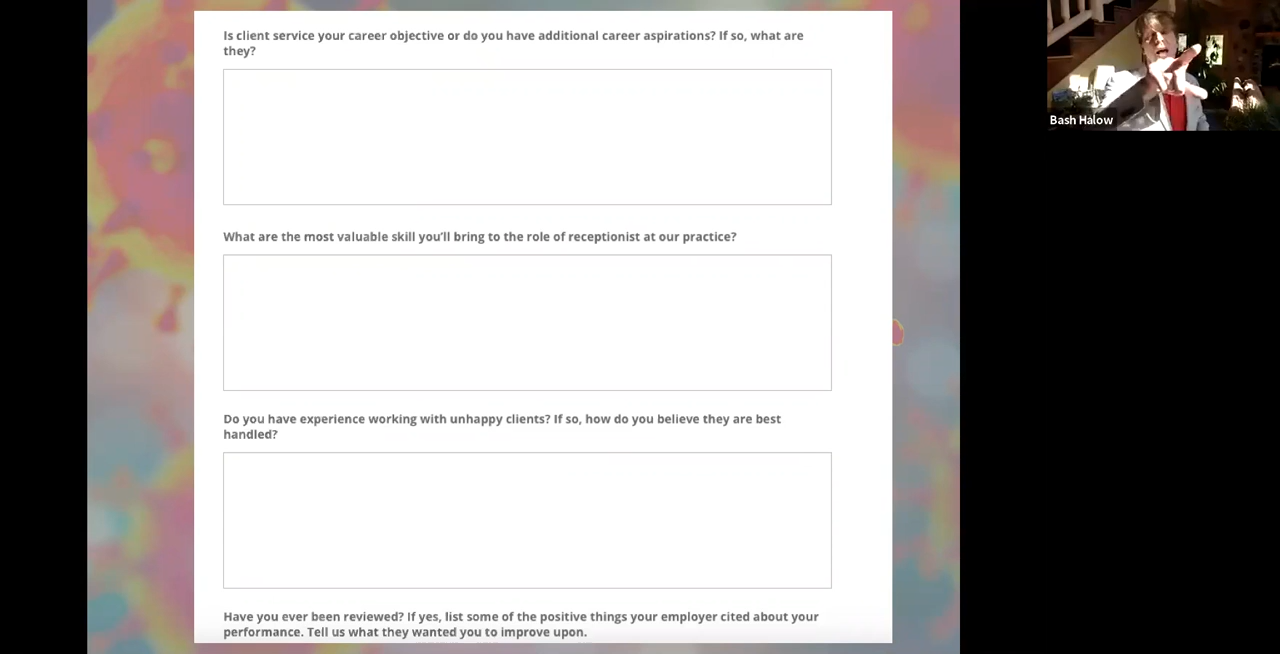 Is client service your career objective or do you have additional career aspirations? If so, what are
they?
Bash Halow
What are the most valuable skill you’ll bring to the role of receptionist at our practice?
Do you have experience working with unhappy clients? If so, how do you believe they are best
handled?
Have you ever been reviewed? If yes, list some of the positive things your employer cited about your
performance. Tell us what they wanted you to improve upon.